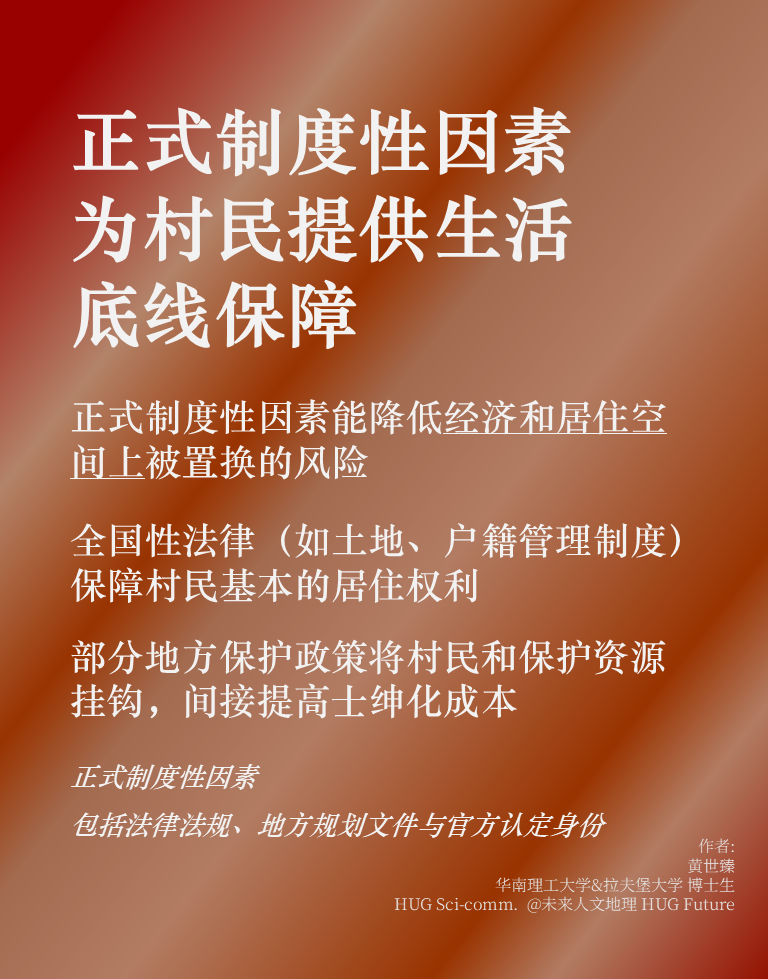 正式制度性因素
为村民提供生活
底线保障
正式制度性因素能降低经济和居住空
间上被置换的风险
全国性法律（如土地、户籍管理制度）
保障村民基本的居住权利
部分地方保护政策将村民和保护资源
挂钩，间接提高士绅化成本
正式制度性因素
包括法律法规、地方规划文件与官方认定身份
作者:
黄世臻
华南理工大学&拉夫堡大学 博士生
HUG Sci-comm. @未来人文地理 HUG Future